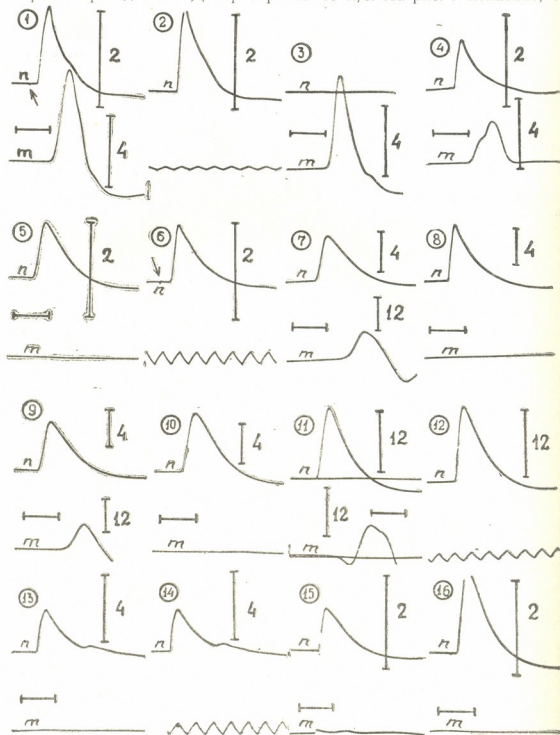 ① ② ③ ④
n 2 n 2 n n 2
m 4 m 4 m 4
⑤ ⑥ ⑦ ⑧
n 2 n 2 n 4 n 4
m m 12 m
⑨ ⑩ ⑪ ⑫
n 4 n 4 n 12 n 12
m 12 m 12 m
⑬ ⑭ ⑮ ⑯
n 4 n 4 n 2 n 2
m m m